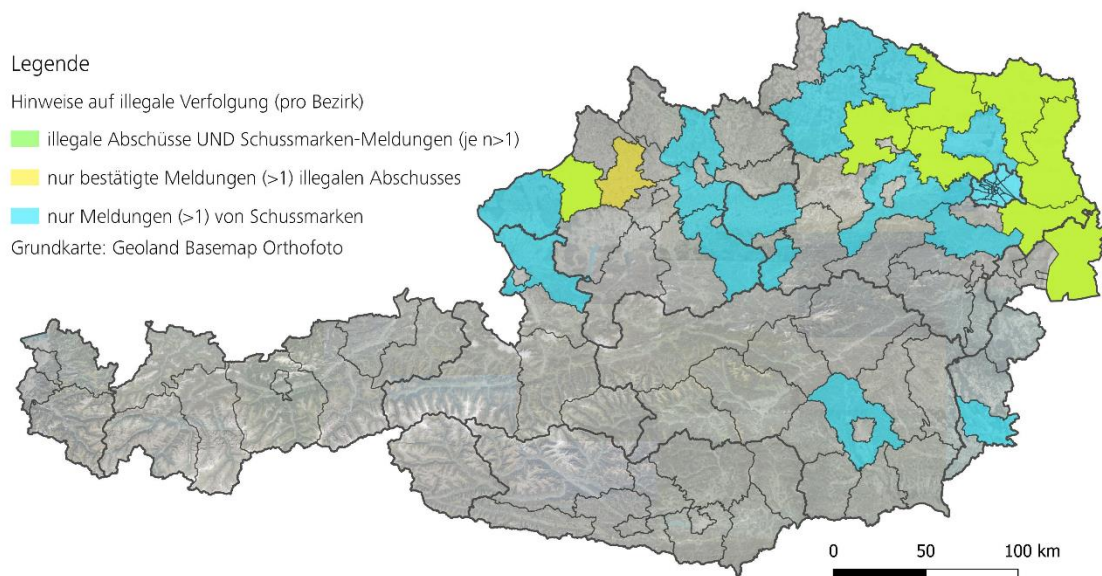 Legende
Hinweise auf illegale Verfolgung (pro Bezirk)
illegale Abschüsse UND Schussmarken-Meldungen (je n>1)
nur bestätigte Meldungen (>1) illegalen Abschusses
nur Meldungen (>1) von Schussmarken
Grundkarte: Geoland Basemap Orthofoto
0 50 100 km